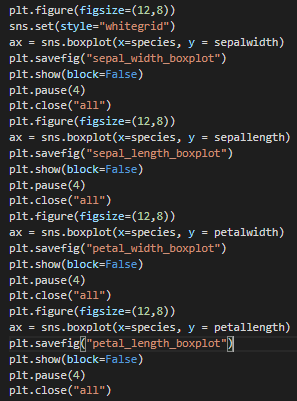 plt.figure(figsize=(12,8))
sns.set(style="whitegrid")
ax = sns.boxplot(x=species, y = sepalwidth)
plt.savefig("sepal_width_boxplot")
plt.show(block=False)
plt.pause(4)
plt.close("all")
plt.figure(figsize=(12,8))
ax = sns.boxplot(x=species, y = sepallength)
plt.savefig("sepal_length_boxplot")
plt.show(block=False)
plt.pause(4)
plt.close("all")
plt.figure(figsize=(12,8))
ax = sns.boxplot(x=species, y = petalwidth)
plt.savefig("petal_width_boxplot")
plt.show(block=False)
plt.pause(4)
plt.close("all")
plt.figure(figsize=(12,8))
ax = sns.boxplot(x=species, y = petallength)
plt.savefig("petal_length_boxplot")
plt.show(block=False)
plt.pause(4)
plt.close("all")